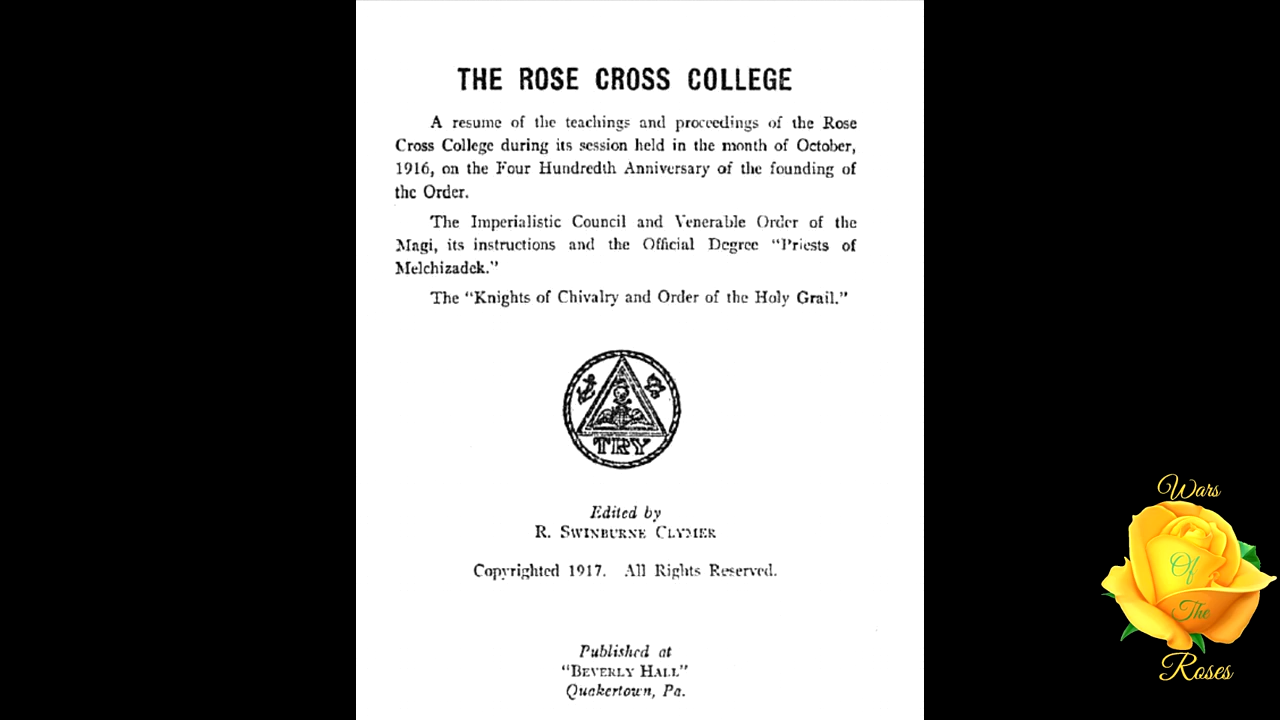 THE ROSE CROSS COLLEGE
A resume of the teachings and proceedings of the Rose
Cross College during its session held in the month of October,
1916, on the Four Hundredth Anniversary of the founding of
the Order.
The Imperialistic Council and Venerable Order of the
Magi, its instructions and the Official Degree "Priests of
Melchizadek."
The "Knights of Chivalry and Order of the Holy Grail."
TRY
Edited by
R. SWINBURNE CLYMER
Copyrighted 1917. All Rights Reserved.
Published at
"BEVERLY HALL"
Quakertown, Pa.
Wars
Of
The
Roses